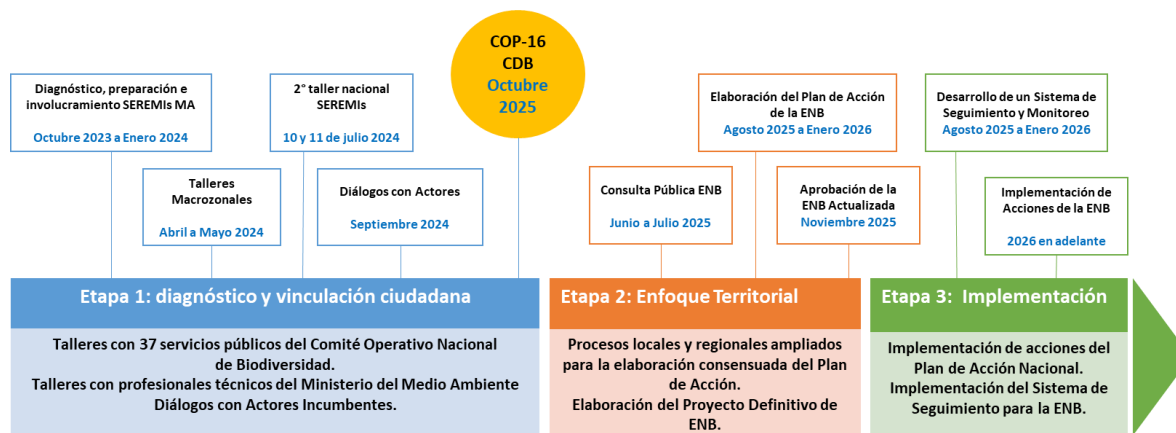 COP-16
CDB
Octubre
2025
Diagnóstico, preparación e
involucramiento SEREMIs MA
Octubre 2023 a Enero 2024
2° taller nacional
SEREMIs
10 y 11 de julio 2024
Elaboración del Plan de Acción
de la ENB
Agosto 2025 a Enero 2026
Desarrollo de un Sistema de
Seguimiento y Monitoreo
Agosto 2025 a Enero 2026
Talleres
Macrozonales
Abril a Mayo 2024
Diálogos con Actores
Septiembre 2024
Consulta Pública ENB
Junio a Julio 2025
Aprobación de la
ENB Actualizada
Noviembre 2025
Implementación de
Acciones de la ENB
2026 en adelante
Etapa 1: diagnóstico y vinculación ciudadana
Etapa 2: Enfoque Territorial
Etapa 3: Implementación
Talleres con 37 servicios públicos del Comité Operativo Nacional
de Biodiversidad.
Talleres con profesionales técnicos del Ministerio del Medio Ambiente
Diálogos con Actores Incumbentes.
Procesos locales y regionales ampliados
para la elaboración consensuada del Plan
de Acción.
Elaboración del Proyecto Definitivo de
ENB.
Implementación de acciones del
Plan de Acción Nacional.
Implementación del Sistema de
Seguimiento para la ENB.